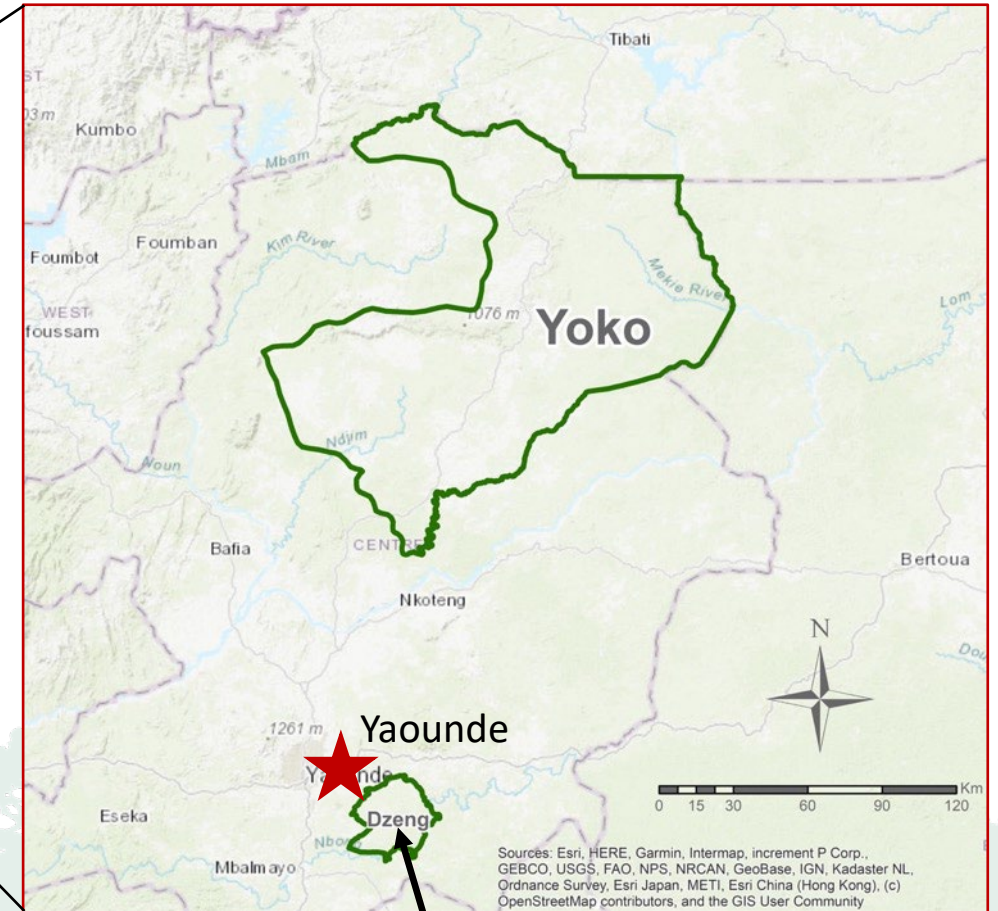 Tibati
ST
03 m
Kumbo
Mbam
Foumban
Kim River
Foumbot
Mekie River
Lom
WEST
foussam
1076 m
Yoko
Ndjim
Noun
Bafia
CENTRE
Bertoua
Nkoteng
N
Dou
1261 m
Yaounde
Yaounde
Km
0 15 30 60 90 120
Eseka
Dzeng
Mbalmayo
Sources: Esri, HERE, Garmin, Intermap, increment P Corp.,
GEBCO, USGS, FAO, NPS, NRCAN, GeoBase, IGN, Kadaster NL,
Ordnance Survey, Esri Japan, METI, Esri China (Hong Kong), (c)
OpenStreetMap contributors, and the GIS User Community